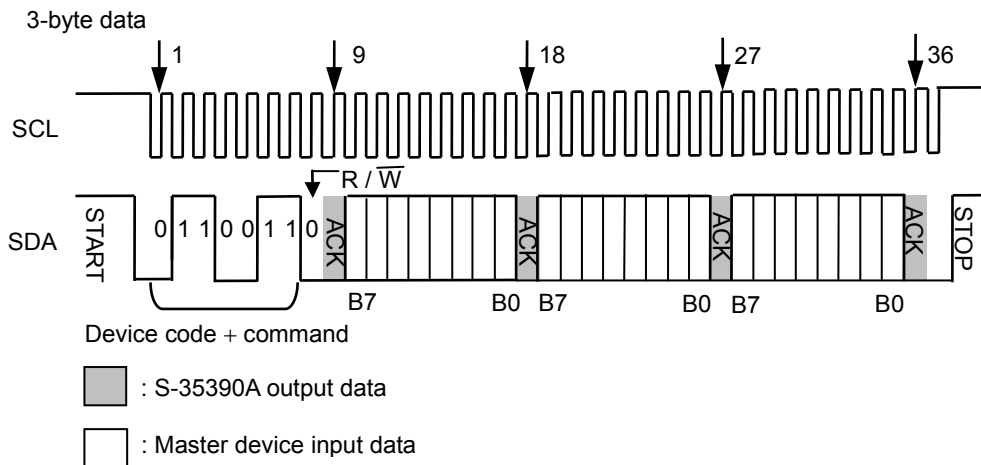 3-byte data
1 9 18 27 36
SCL
R / W̅
SDA START 0 1 1 0 0 1 1 0 ACK ACK ACK ACK STOP
B7 B0 B7 B0 B7 B0
Device code + command
: S-35390A output data
: Master device input data